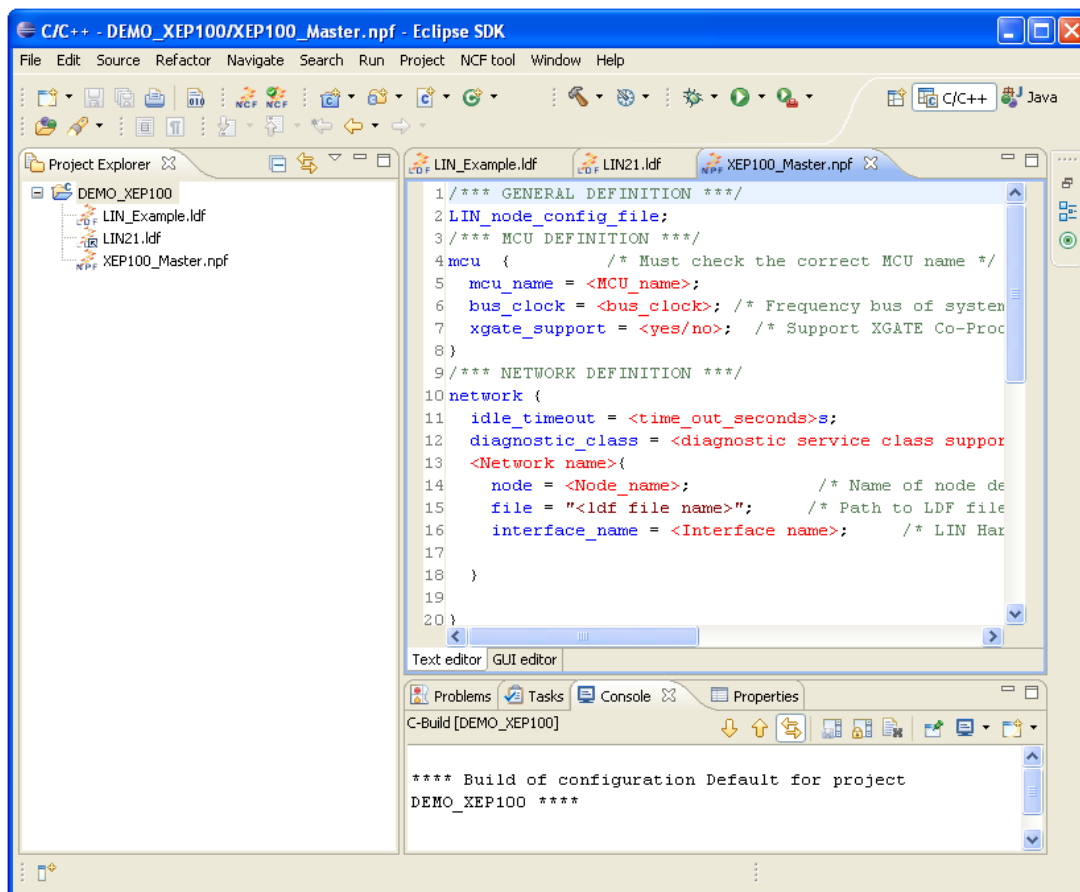 C/C++ - DEMO_XEP100/XEP100_Master.npf - Eclipse SDK
File Edit Source Refactor Navigate Search Run Project NCF tool Window Help
010 NCF NCF
C/C++ Java
Project Explorer
DEMO_XEP100
LIN_Example.ldf
LIN21.ldf
XEP100_Master.npf
LIN_Example.ldf LIN21.ldf XEP100_Master.npf
1 /*** GENERAL DEFINITION ***/
2 LIN_node_config_file;
3 /*** MCU DEFINITION ***/
4 mcu { /* Must check the correct MCU name */
5 mcu_name = <MCU_name>;
6 bus_clock = <bus_clock>; /* Frequency bus of system
7 xgate_support = <yes/no>; /* Support XGATE Co-Proc
8 }
9 /*** NETWORK DEFINITION ***/
10 network {
11 idle_timeout = <time_out_seconds>s;
12 diagnostic_class = <diagnostic service class suppor
13 <Network name>{
14 node = <Node_name>; /* Name of node de
15 file = "<ldf file name>"; /* Path to LDF file
16 interface_name = <Interface name>; /* LIN Har
17
18 }
19
20 }
Text editor GUI editor
Problems Tasks Console Properties
C-Build [DEMO_XEP100]
**** Build of configuration Default for project
DEMO_XEP100 ****